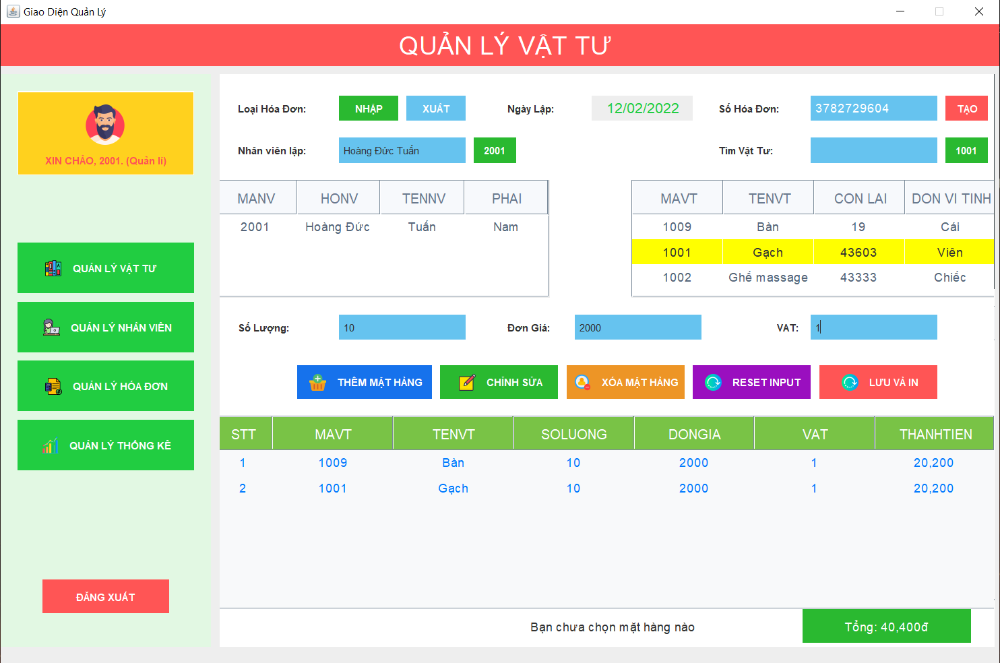 Giao Diện Quản Lý
QUẢN LÝ VẬT TƯ
XIN CHÀO, 2001. (Quản lí)
QUẢN LÝ VẬT TƯ
QUẢN LÝ NHÂN VIÊN
QUẢN LÝ HÓA ĐƠN
QUẢN LÝ THỐNG KÊ
ĐĂNG XUẤT
Loại Hóa Đơn: NHẬP XUẤT Ngày Lập: 12/02/2022 Số Hóa Đơn: 3782729604 TẠO
Nhân viên lập: Hoàng Đức Tuấn 2001 Tìm Vật Tư: 1001
MANV HONV TENNV PHAI
2001 Hoàng Đức Tuấn Nam
MAVT TENVT CON LAI DON VI TINH
1009 Bàn 19 Cái
1001 Gạch 43603 Viên
1002 Ghế massage 43333 Chiếc
Số Lượng: 10 Đơn Giá: 2000 VAT: 1
THÊM MẶT HÀNG CHỈNH SỬA XÓA MẶT HÀNG RESET INPUT LƯU VÀ IN
STT MAVT TENVT SOLUONG DONGIA VAT THANHTIEN
1 1009 Bàn 10 2000 1 20,200
2 1001 Gạch 10 2000 1 20,200
Bạn chưa chọn mặt hàng nào Tổng: 40,400đ